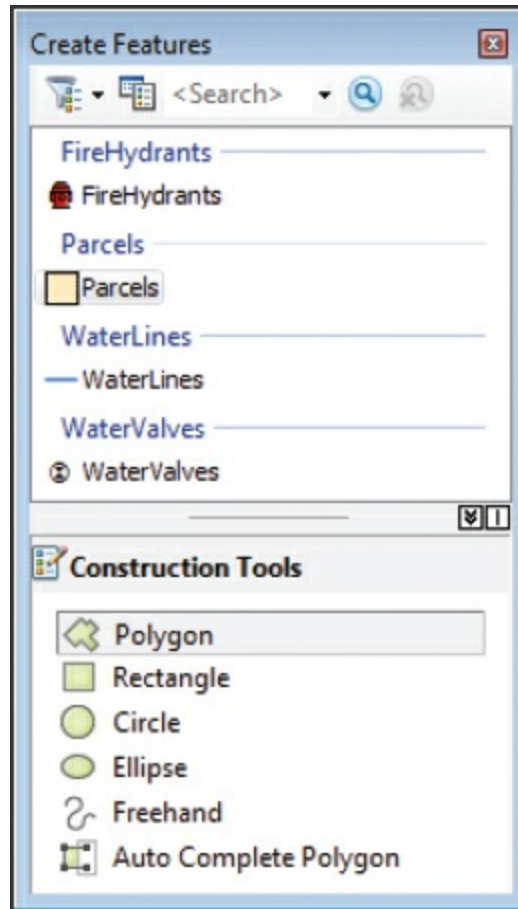 Create Features
<Search>
FireHydrants
FireHydrants
Parcels
Parcels
WaterLines
WaterLines
WaterValves
WaterValves
Construction Tools
Polygon
Rectangle
Circle
Ellipse
Freehand
Auto Complete Polygon